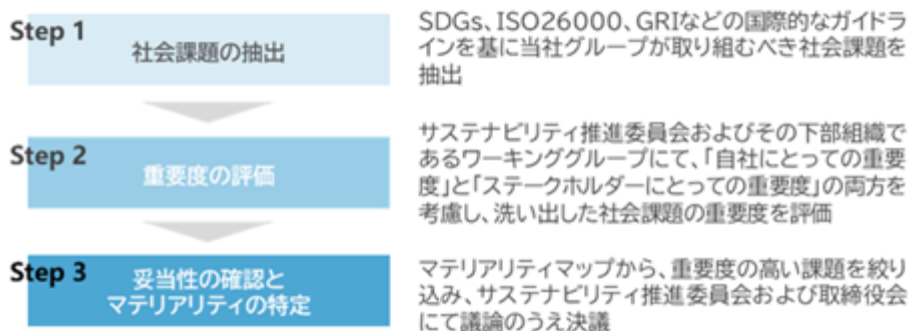 Step 1
社会課題の抽出
SDGs、ISO26000、GRIなどの国際的なガイドラ
インを基に当社グループが取り組むべき社会課題を
抽出
Step 2
重要度の評価
サステナビリティ推進委員会およびその下部組織で
あるワーキンググループにて、「自社にとっての重要
度」と「ステークホルダーにとっての重要度」の両方を
考慮し、洗い出した社会課題の重要度を評価
Step 3
妥当性の確認と
マテリアリティの特定
マテリアリティマップから、重要度の高い課題を絞り
込み、サステナビリティ推進委員会および取締役会
にて議論のうえ決議